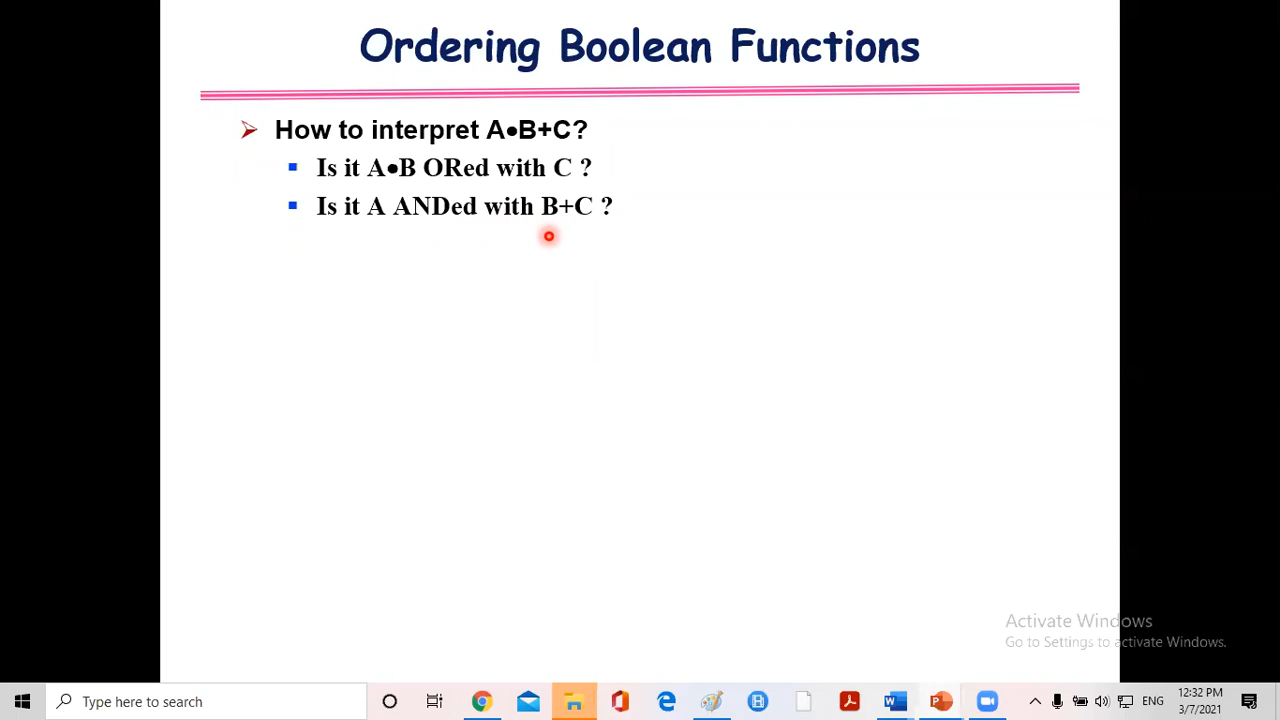 Ordering Boolean Functions
How to interpret A•B+C?
Is it A•B ORed with C ?
Is it A ANDed with B+C ?
Activate Windows
Go to Settings to activate Windows.
Type here to search
ENG
12:32 PM
3/7/2021